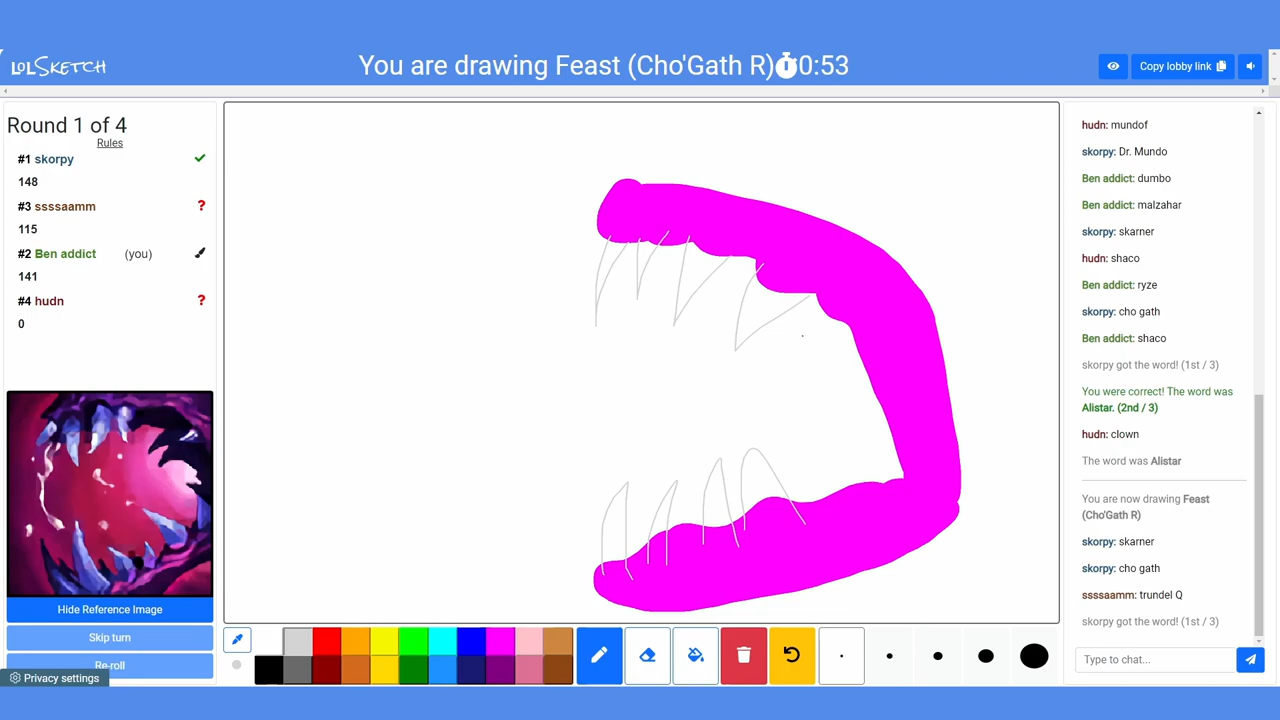 LOLSKETCH
You are drawing Feast (Cho'Gath R) 0:53
Copy lobby link
Round 1 of 4
Rules
#1 skorpy
148
#3 ssssaamm ?
115
#2 Ben addict (you)
141
#4 hudn ?
0
Hide Reference Image
Skip turn
Re-roll
Privacy settings
hudn: mundof
skorpy: Dr. Mundo
Ben addict: dumbo
Ben addict: malzahar
skorpy: skarner
hudn: shaco
Ben addict: ryze
skorpy: cho gath
Ben addict: shaco
skorpy got the word! (1st / 3)
You were correct! The word was
Alistar. (2nd / 3)
hudn: clown
The word was Alistar
You are now drawing Feast
(Cho'Gath R)
skorpy: skarner
skorpy: cho gath
ssssaamm: trundel Q
skorpy got the word! (1st / 3)
Type to chat...